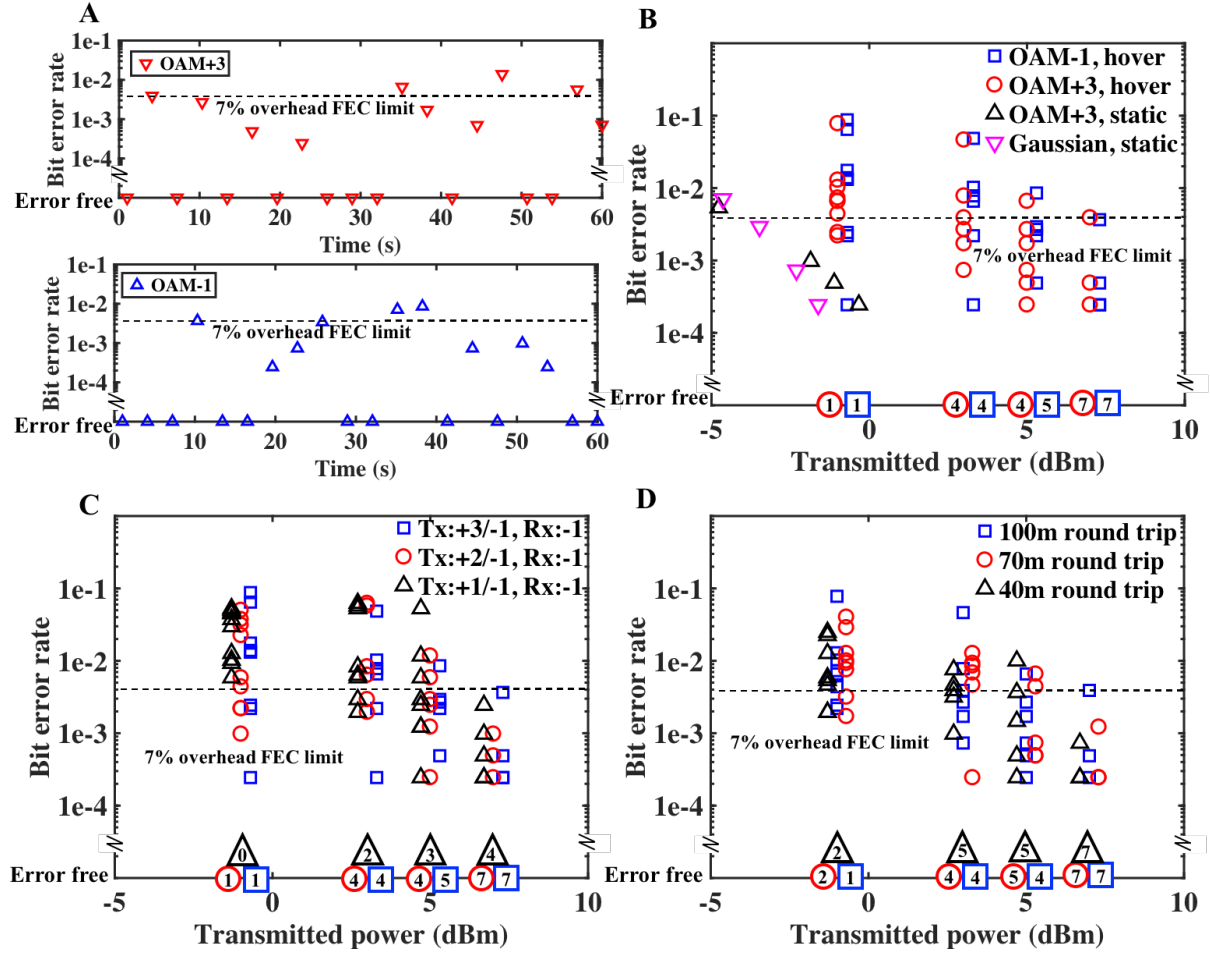 A
1e-1
1e-2
1e-3
1e-4
Error free
Bit error rate
OAM+3
7% overhead FEC limit
0 10 20 30 40 50 60
Time (s)
1e-1
1e-2
1e-3
1e-4
Error free
Bit error rate
OAM-1
7% overhead FEC limit
0 10 20 30 40 50 60
Time (s)
B
OAM-1, hover
OAM+3, hover
OAM+3, static
Gaussian, static
1e-1
1e-2
1e-3
1e-4
Error free
Bit error rate
7% overhead FEC limit
1 1 4 4 4 5 7 7
-5 0 5 10
Transmitted power (dBm)
C
Tx:+3/-1, Rx:-1
Tx:+2/-1, Rx:-1
Tx:+1/-1, Rx:-1
1e-1
1e-2
1e-3
1e-4
Error free
Bit error rate
7% overhead FEC limit
0 2 3 4
1 1 4 4 4 5 7 7
-5 0 5 10
Transmitted power (dBm)
D
100m round trip
70m round trip
40m round trip
1e-1
1e-2
1e-3
1e-4
Error free
Bit error rate
7% overhead FEC limit
2 5 5 7
2 1 4 4 5 4 7 7
-5 0 5 10
Transmitted power (dBm)